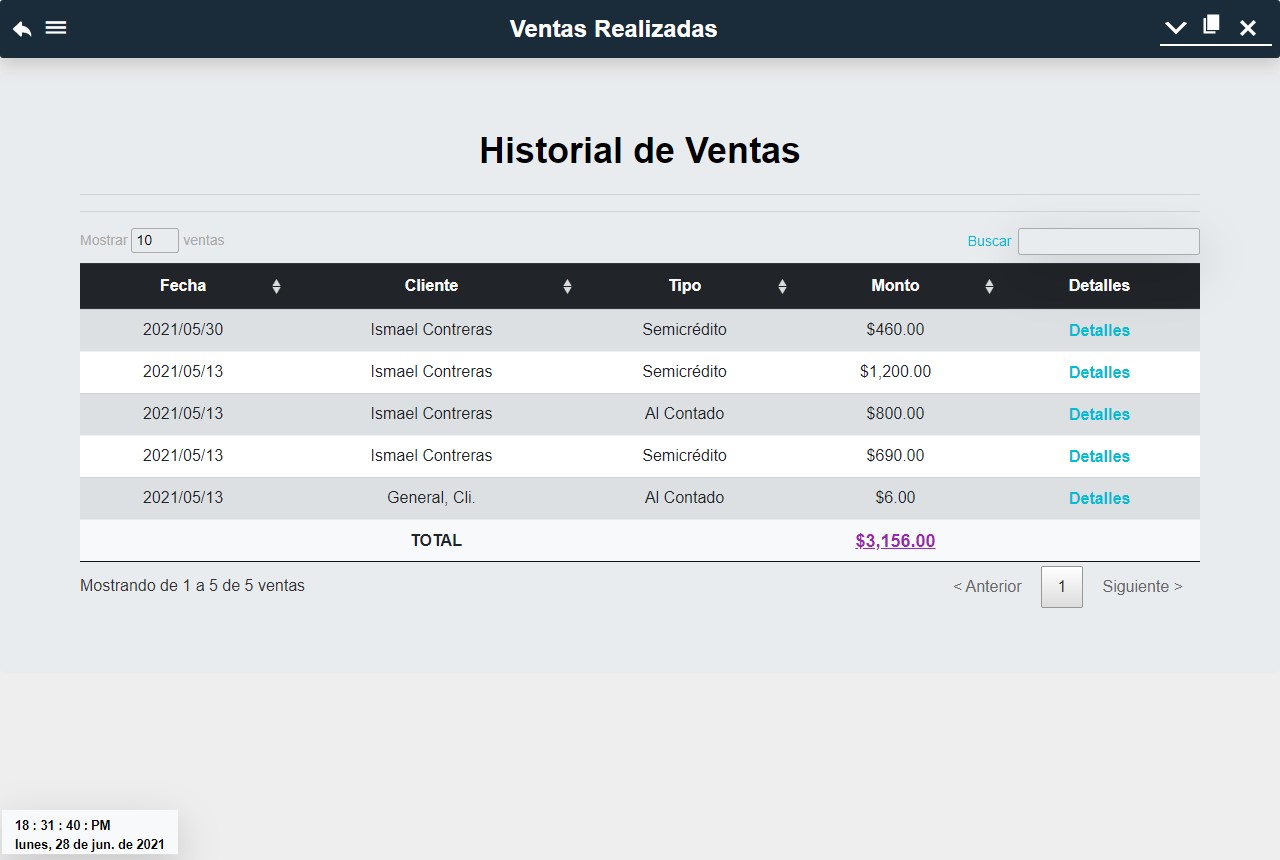 Ventas Realizadas
Historial de Ventas
Mostrar 10 ventas Buscar
Fecha Cliente Tipo Monto Detalles
2021/05/30 Ismael Contreras Semicrédito $460.00 Detalles
2021/05/13 Ismael Contreras Semicrédito $1,200.00 Detalles
2021/05/13 Ismael Contreras Al Contado $800.00 Detalles
2021/05/13 Ismael Contreras Semicrédito $690.00 Detalles
2021/05/13 General, Cli. Al Contado $6.00 Detalles
TOTAL $3,156.00
Mostrando de 1 a 5 de 5 ventas < Anterior 1 Siguiente >
18 : 31 : 40 : PM
lunes, 28 de jun. de 2021